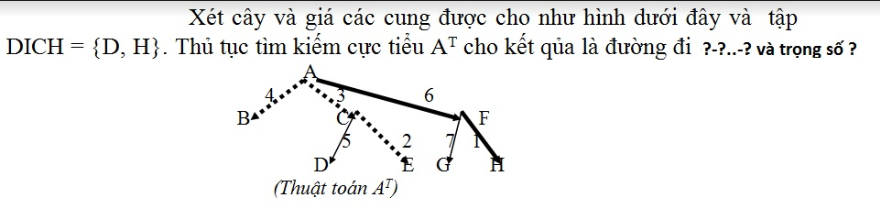 Xét cây và giá các cung được cho như hình dưới đây và tập
DICH = {D, H}. Thủ tục tìm kiếm cực tiểu Aᵀ cho kết qủa là đường đi ?-?..-? và trọng số ?
A
4 3 6
B C F
5 2 7 1
D E G H
(Thuật toán Aᵀ)